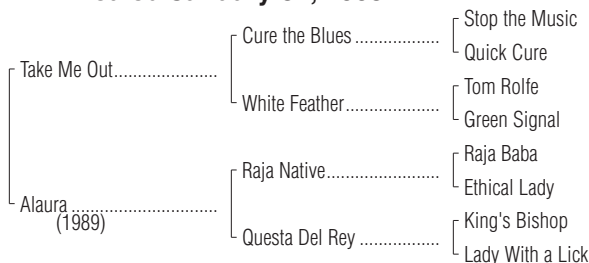 Stop the Music
Cure the Blues
Quick Cure
Take Me Out
Tom Rolfe
White Feather
Green Signal
Raja Baba
Raja Native
Ethical Lady
Alaura
(1989)
King's Bishop
Questa Del Rey
Lady With a Lick